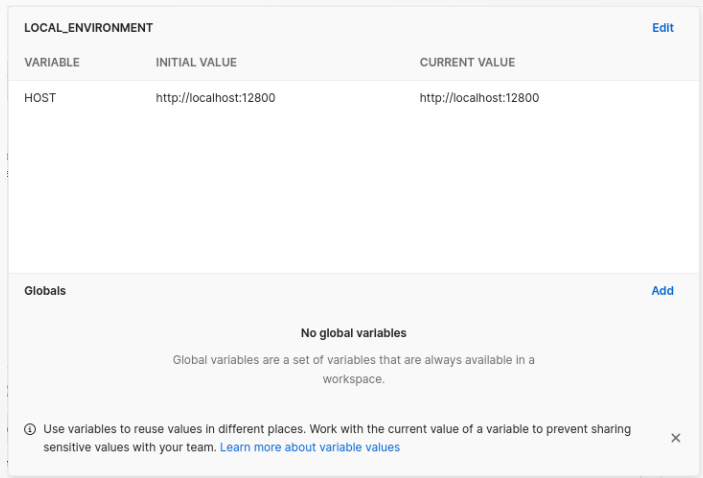 LOCAL_ENVIRONMENT Edit
VARIABLE INITIAL VALUE CURRENT VALUE
HOST http://localhost:12800 http://localhost:12800
Globals Add
No global variables
Global variables are a set of variables that are always available in a
workspace.
Use variables to reuse values in different places. Work with the current value of a variable to prevent sharing
sensitive values with your team. Learn more about variable values